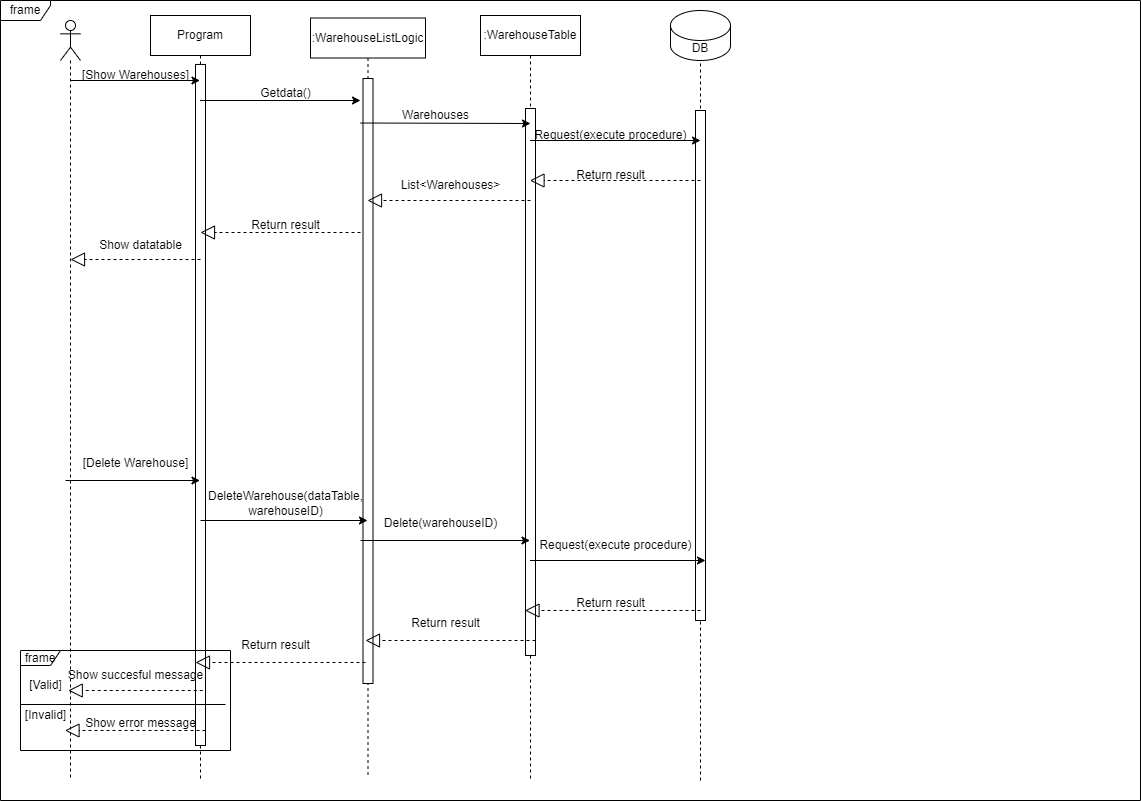 frame
Program
:WarehouseListLogic
:WarehouseTable
DB
[Show Warehouses]
Getdata()
Warehouses
Request(execute procedure)
Return result
List<Warehouses>
Return result
Show datatable
[Delete Warehouse]
DeleteWarehouse(dataTable,
warehouseID)
Delete(warehouseID)
Request(execute procedure)
Return result
Return result
Return result
frame
Show succesful message
[Valid]
[Invalid]
Show error message